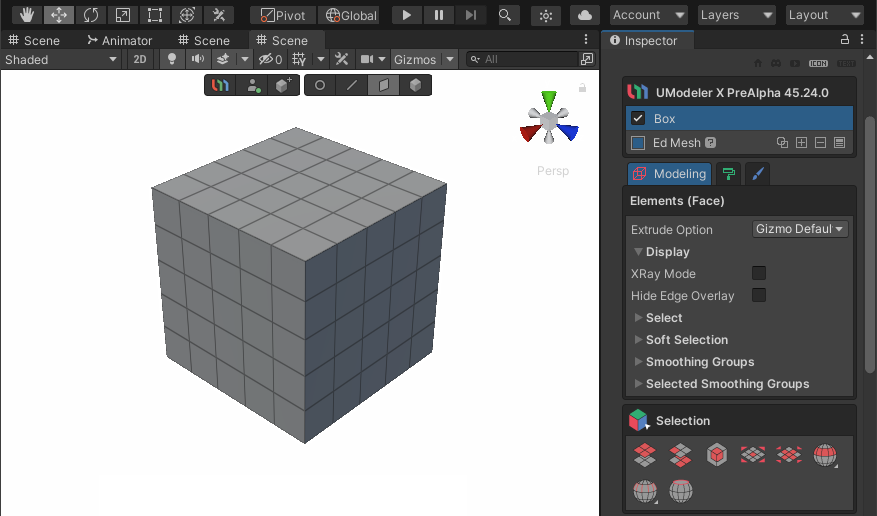 Pivot Global Account Layers Layout
Scene Animator Scene Scene Inspector
Shaded 2D 0 Gizmos All
ICON TEXT
UModeler X PreAlpha 45.24.0
Box
Ed Mesh ?
Persp
Modeling
Elements (Face)
Extrude Option Gizmo Defaul
Display
XRay Mode
Hide Edge Overlay
Select
Soft Selection
Smoothing Groups
Selected Smoothing Groups
Selection